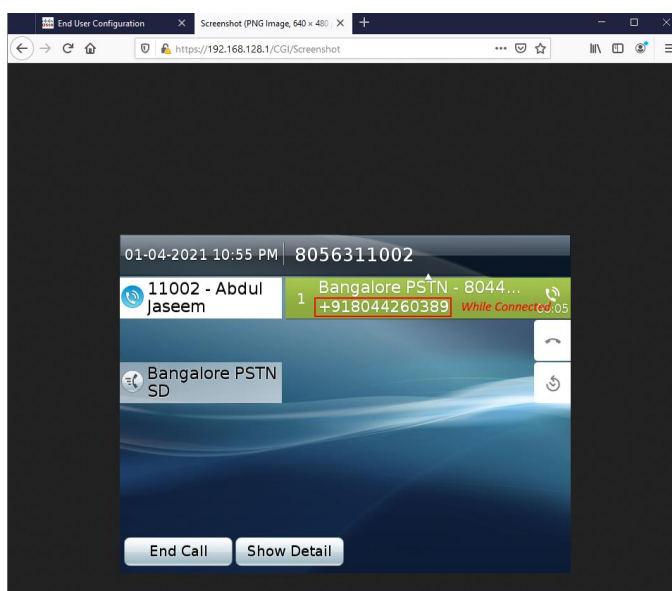 End User Configuration
Screenshot (PNG Image, 640 × 480
https://192.168.128.1/CGI/Screenshot
01-04-2021 10:55 PM
8056311002
11002 - Abdul
Jaseem
1
Bangalore PSTN - 8044...
+918044260389
While Connected
Bangalore PSTN
SD
End Call
Show Detail